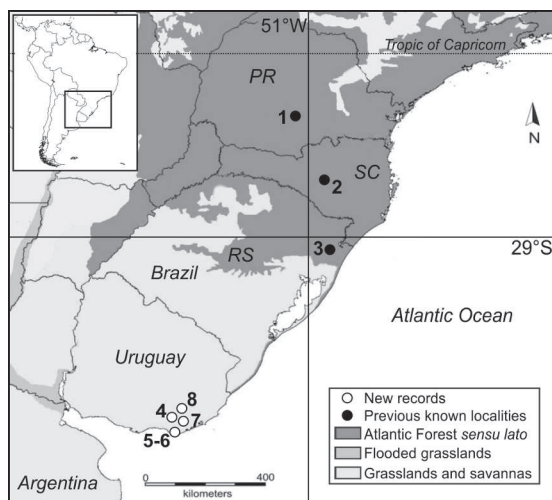 51°W
Tropic of Capricorn
PR
1
2
SC
3
29°S
RS
Brazil
Atlantic Ocean
Uruguay
8
4
7
5-6
Argentina
0
400
kilometers
N
New records
Previous known localities
Atlantic Forest sensu lato
Flooded grasslands
Grasslands and savannas